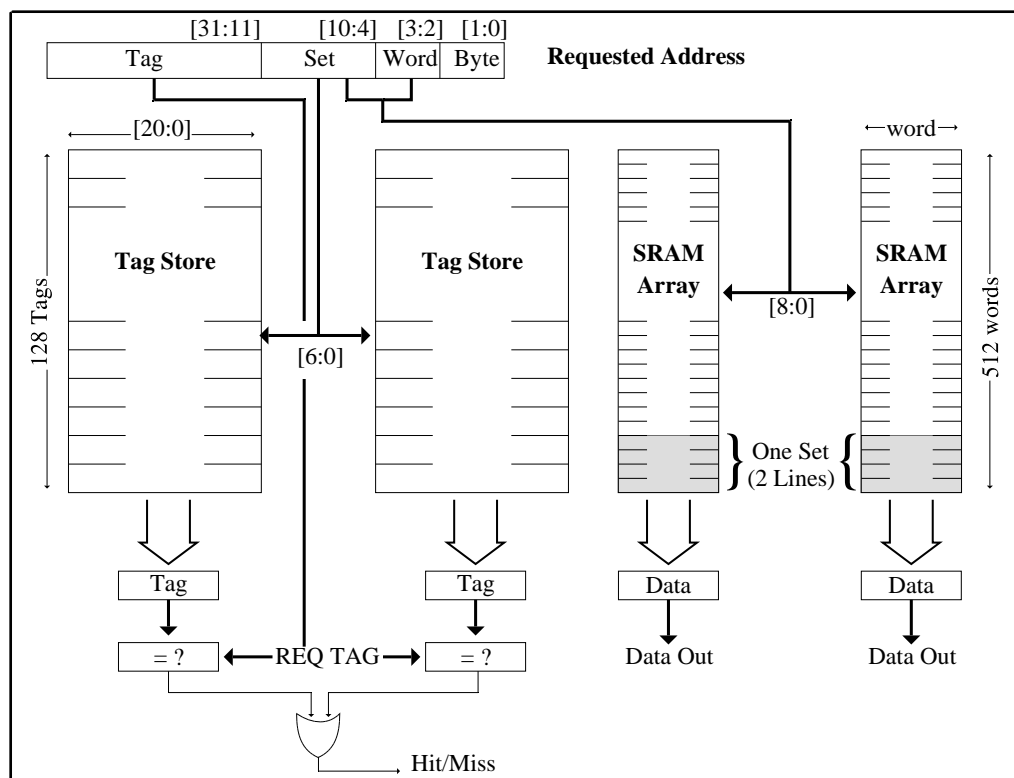 [31:11] [10:4] [3:2] [1:0]
Tag Set Word Byte Requested Address
[20:0] word
Tag Store Tag Store SRAM Array SRAM Array
128 Tags
[6:0]
[8:0]
512 words
One Set
(2 Lines)
Tag Tag Data Data
= ? REQ TAG = ? Data Out Data Out
Hit/Miss